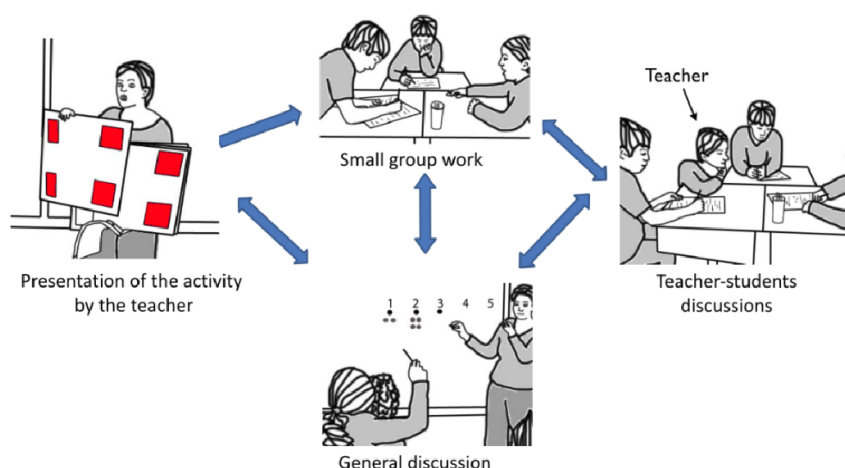 Teacher
Small group work
Presentation of the activity
by the teacher
Teacher-students
discussions
1 2 3 4 5
General discussion